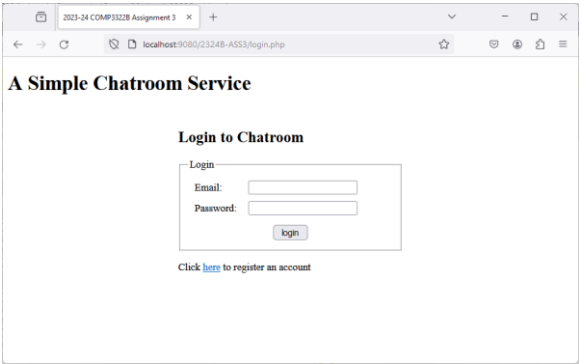 2023-24 COMP3322B Assignment 3
localhost:9080/2324B-ASS3/login.php
A Simple Chatroom Service
Login to Chatroom
Login
Email:
Password:
login
Click here to register an account